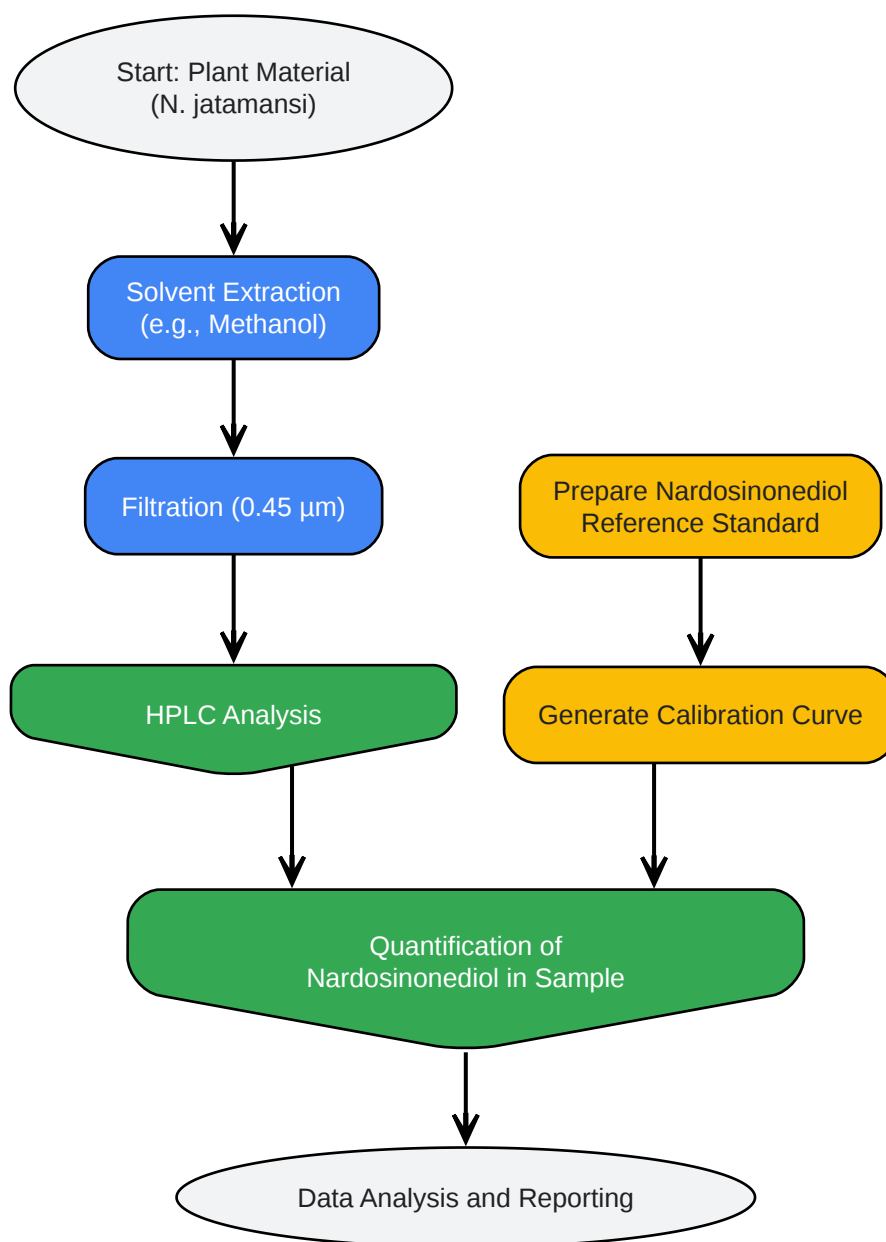 Start: Plant Material
(N. jatamansi)
Solvent Extraction
(e.g., Methanol)
Filtration (0.45 µm)
Prepare Nardosinonediol
Reference Standard
HPLC Analysis
Generate Calibration Curve
Quantification of
Nardosinonediol in Sample
Data Analysis and Reporting